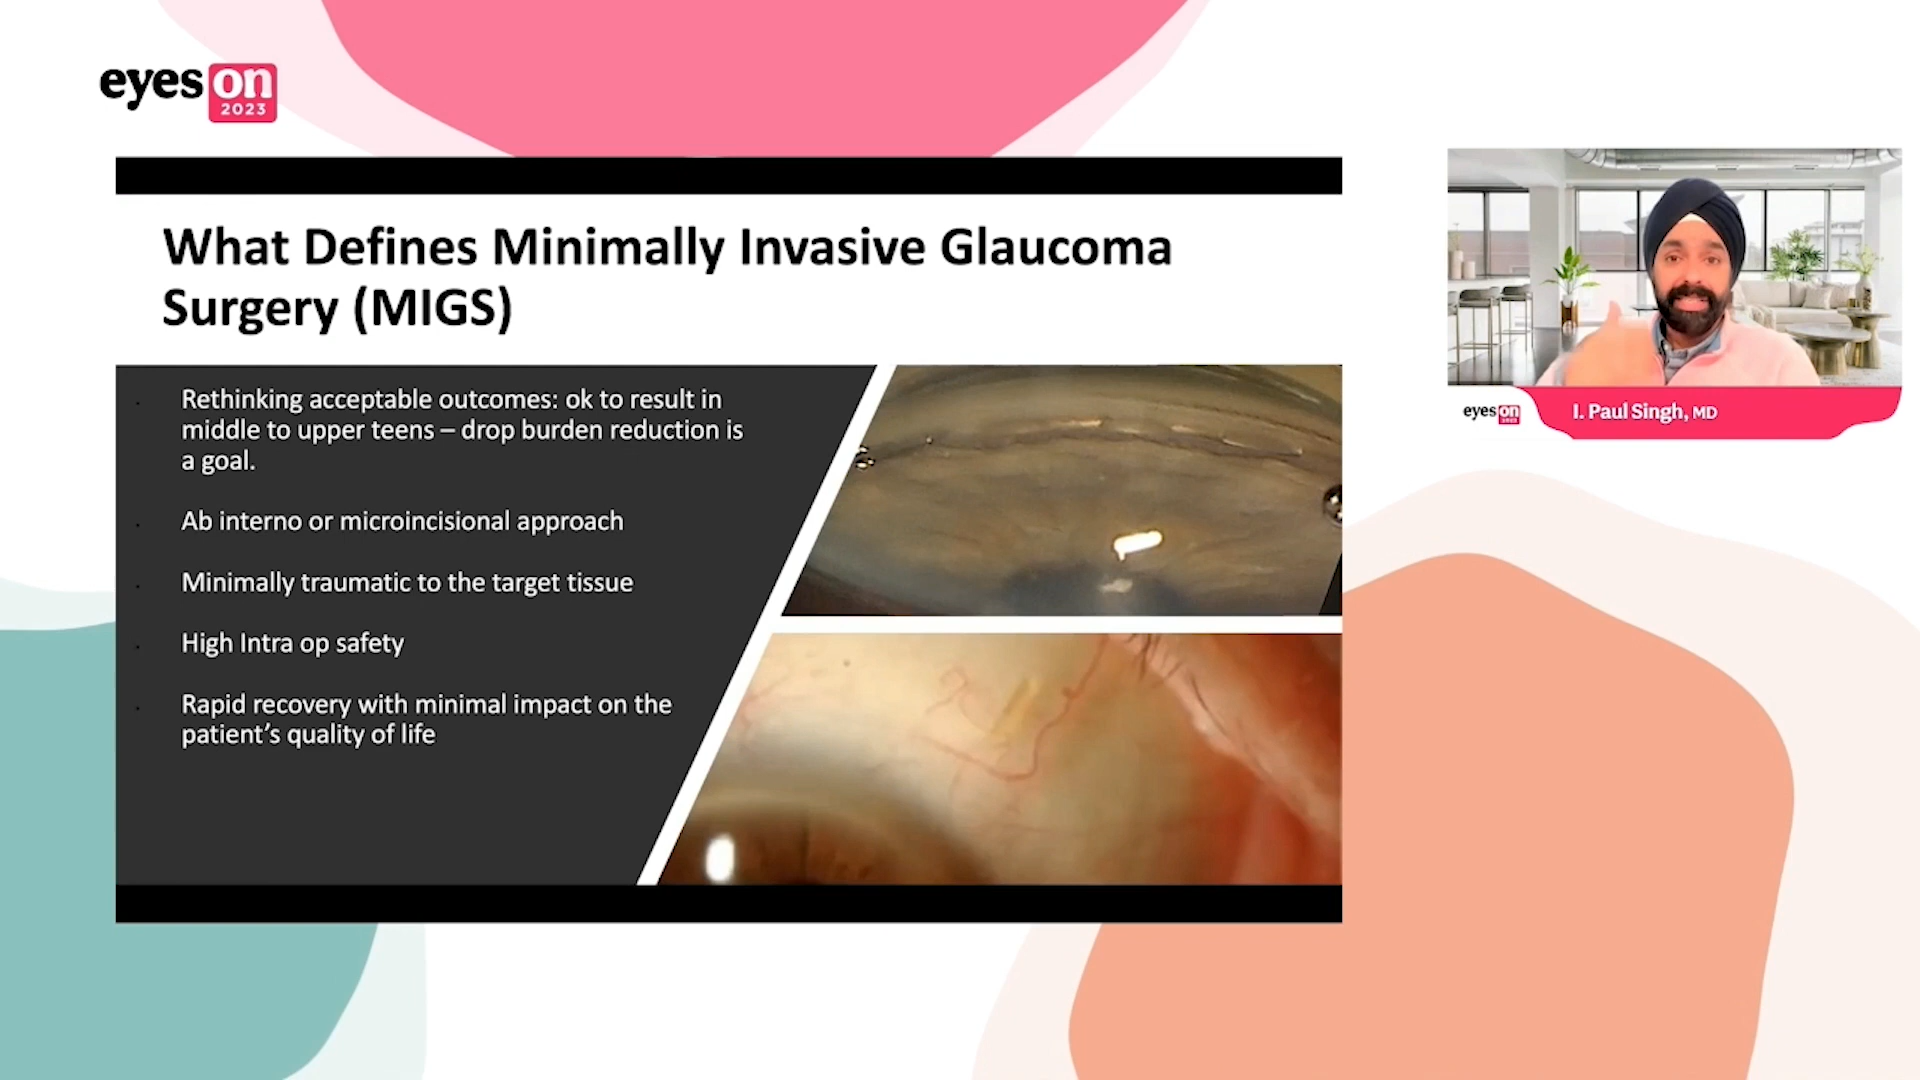 eyes on
2023
What Defines Minimally Invasive Glaucoma
Surgery (MIGS)
Rethinking acceptable outcomes: ok to result in
middle to upper teens – drop burden reduction is
a goal.
Ab interno or microincisional approach
Minimally traumatic to the target tissue
High Intra op safety
Rapid recovery with minimal impact on the
patient’s quality of life
eyes on
I. Paul Singh, MD